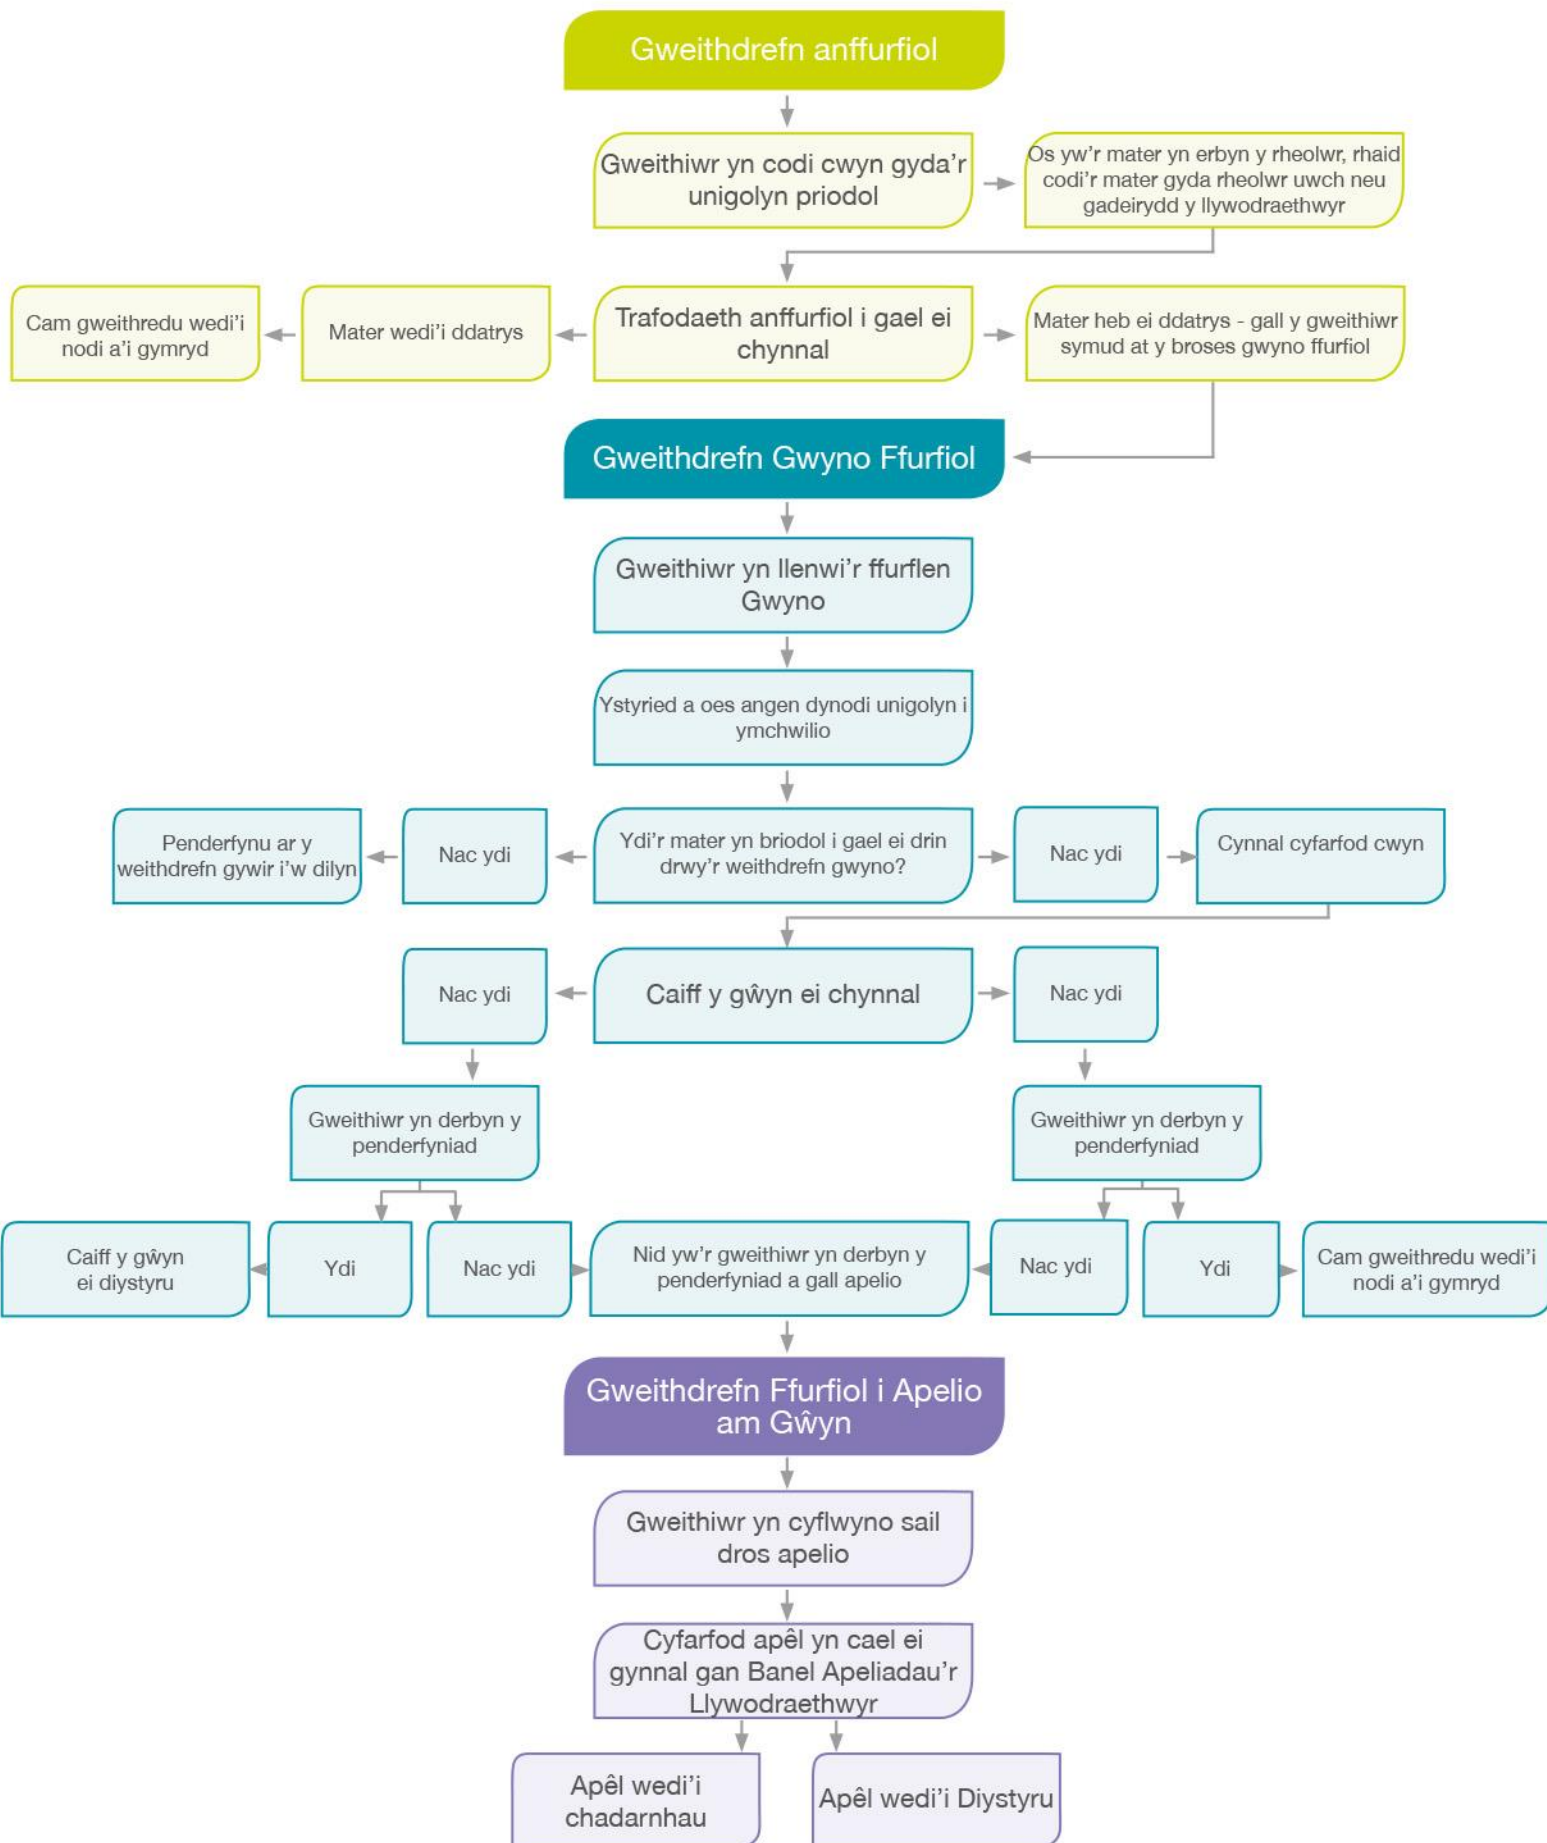 Gweithdrefn anffurfiol
Gweithiwr yn codi cwyn gyda'r
unigolyn priodol
Os yw'r mater yn erbyn y rheolwr, rhaid
codi'r mater gyda rheolwr uwch neu
gadeirydd y llywodraethwyr
Cam gweithredu wedi'i
nodi a'i gymryd
Mater wedi'i ddatrys
Trafodaeth anffurfiol i gael ei
chynnal
Mater heb ei ddatrys - gall y gweithiwr
symud at y broses gwyno ffurfiol
Gweithdrefn Gwyno Ffurfiol
Gweithiwr yn llenwi'r ffurflen
Gwyno
Ystyried a oes angen dynodi unigolyn i
ymchwilio
Penderfynu ar y
weithdrefn gywir i'w dilyn
Nac ydi
Ydi'r mater yn briodol i gael ei drin
drwy'r weithdrefn gwyno?
Nac ydi
Cynnal cyfarfod cwyn
Nac ydi
Caiff y gŵyn ei chynnal
Nac ydi
Gweithiwr yn derbyn y
penderfyniad
Gweithiwr yn derbyn y
penderfyniad
Caiff y gŵyn
ei diystyru
Ydi
Nac ydi
Nid yw'r gweithiwr yn derbyn y
penderfyniad a gall apelio
Nac ydi
Ydi
Cam gweithredu wedi'i
nodi a'i gymryd
Gweithdrefn Ffurfiol i Apelio
am Gŵyn
Gweithiwr yn cyflwyno sail
dros apelio
Cyfarfod apêl yn cael ei
gynnal gan Banel Apeliadau'r
Llywodraethwyr
Apêl wedi'i
chadarnhau
Apêl wedi'i Diystyru